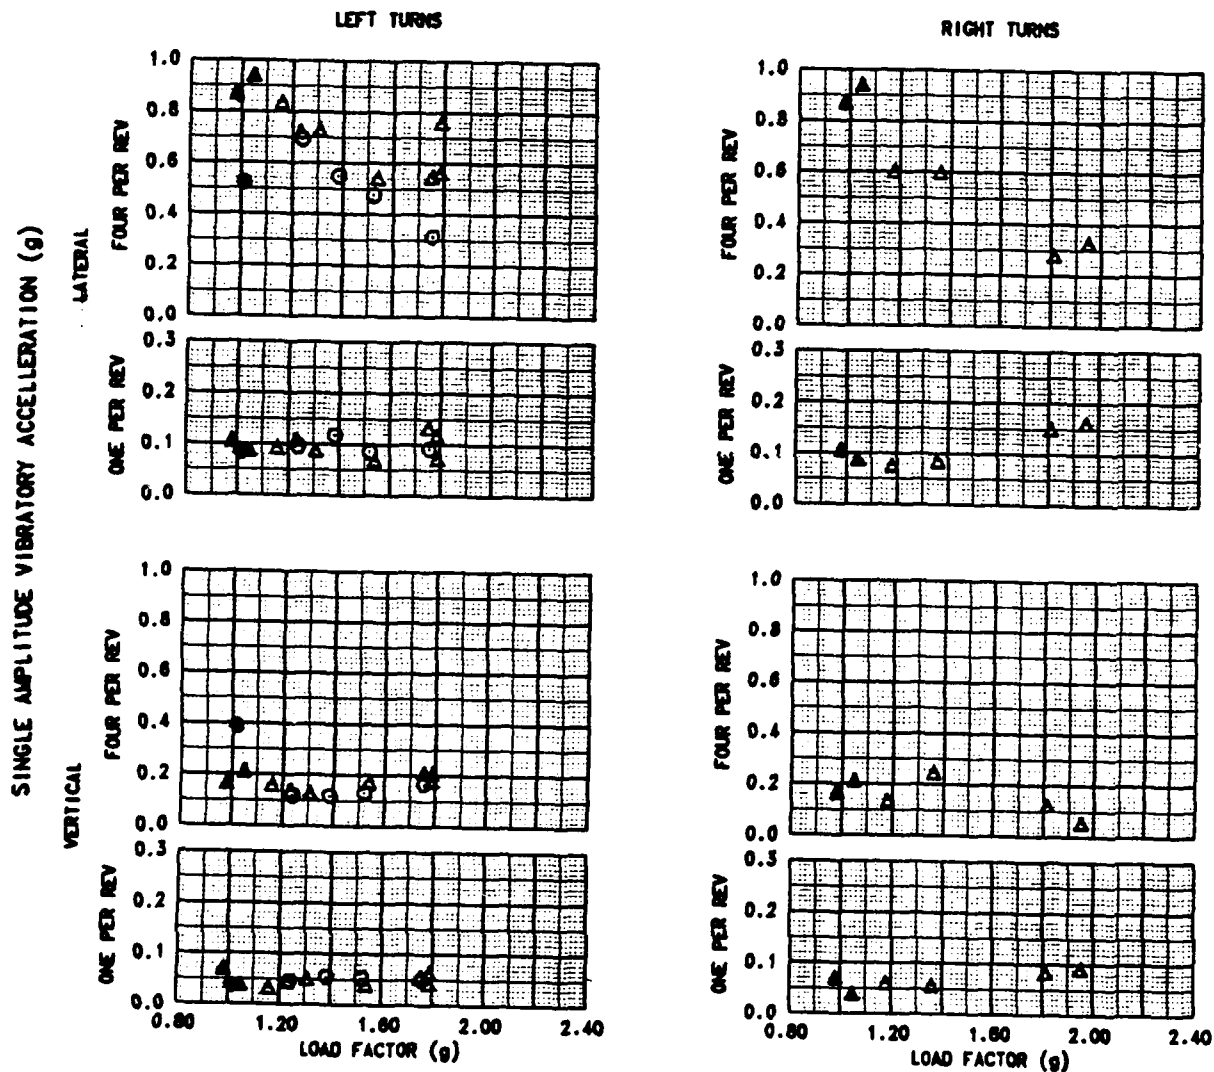 LEFT TURNS
RIGHT TURNS
SINGLE AMPLITUDE VIBRATORY ACCELLERATION (g)
LATERAL
FOUR PER REV
1.0
0.8
0.6
0.4
0.2
0.0
FOUR PER REV
1.0
0.8
0.6
0.4
0.2
0.0
ONE PER REV
0.3
0.2
0.1
0.0
ONE PER REV
0.3
0.2
0.1
0.0
VERTICAL
FOUR PER REV
1.0
0.8
0.6
0.4
0.2
0.0
FOUR PER REV
1.0
0.8
0.6
0.4
0.2
0.0
ONE PER REV
0.3
0.2
0.1
0.0
0.80 1.20 1.60 2.00 2.40
LOAD FACTOR (g)
ONE PER REV
0.3
0.2
0.1
0.0
0.80 1.20 1.60 2.00 2.40
LOAD FACTOR (g)